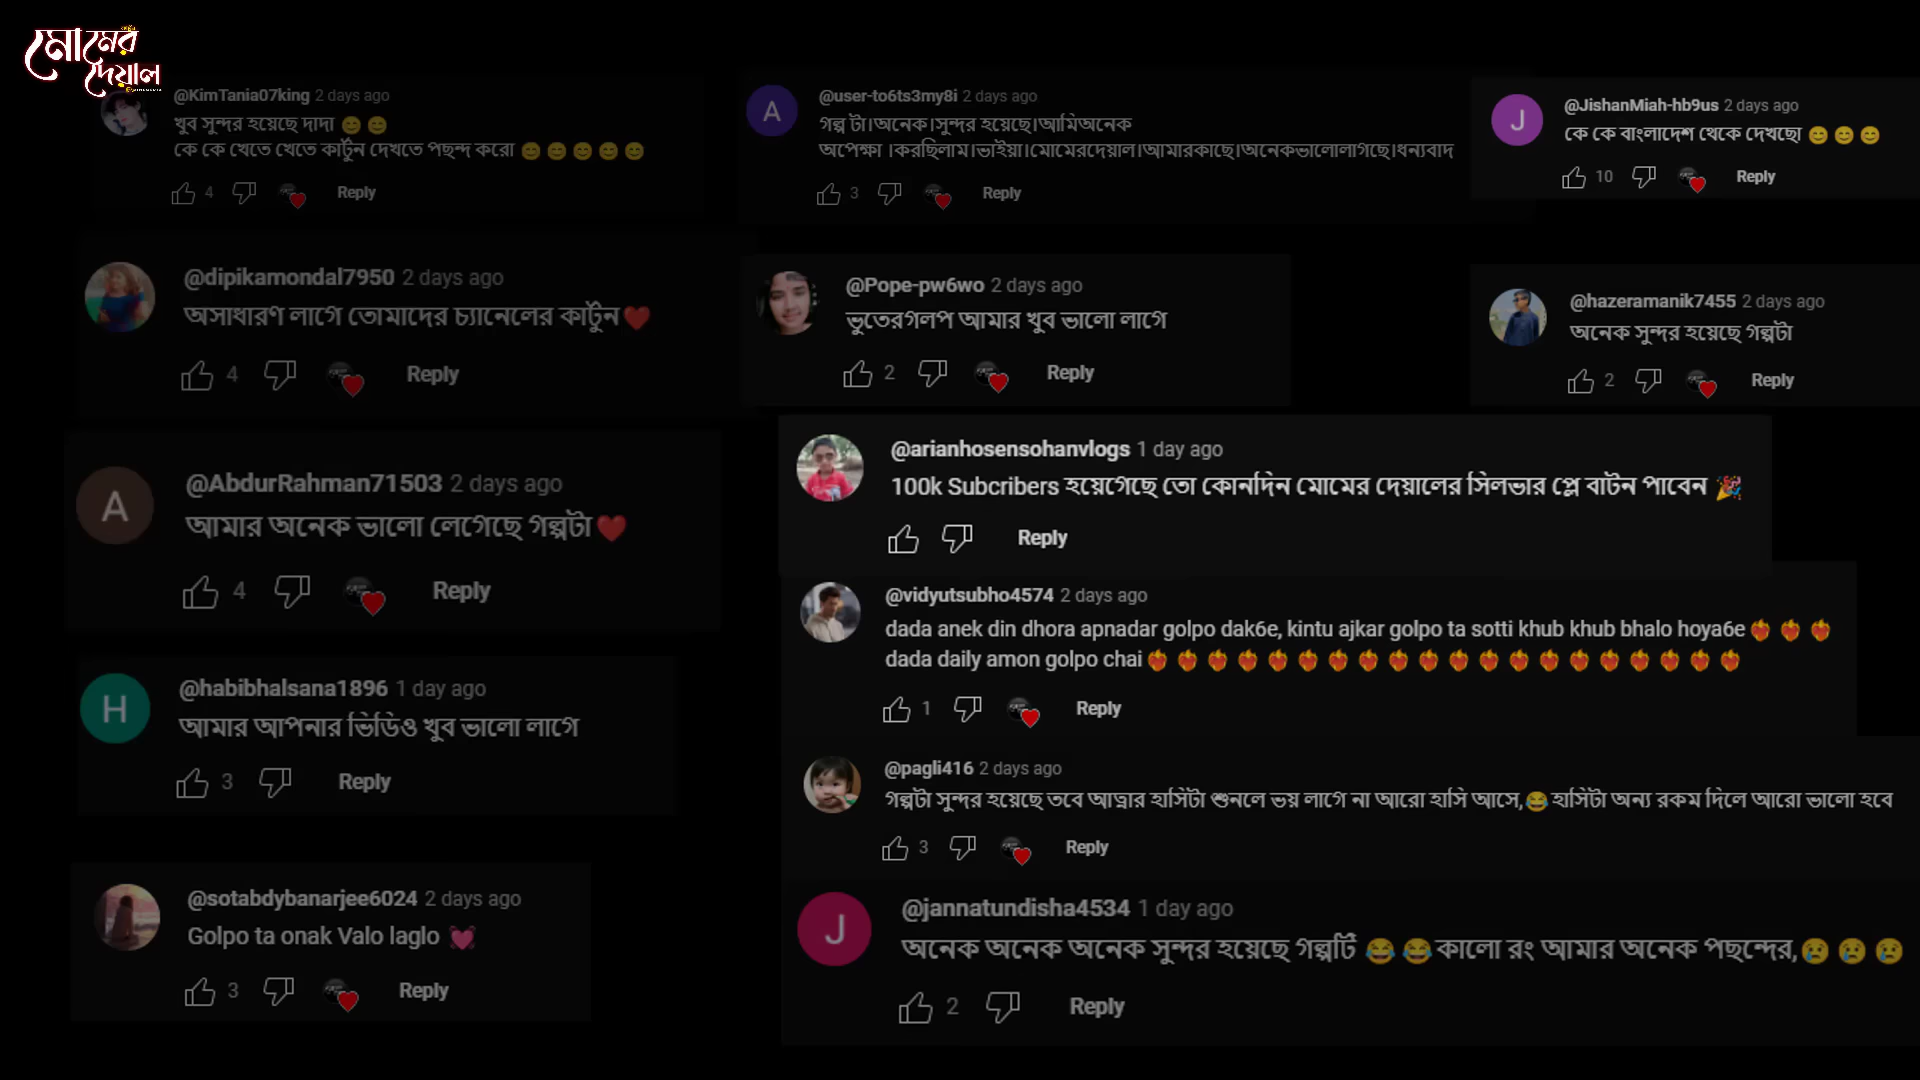 মোমের
দেয়াল
@KimTania07king 2 days ago
খুব সুন্দর হয়েছে দাদা 😊😊
কে কে খেতে খেতে কার্টুন দেখতে পছন্দ করো 😊😊😊😊😊
4 Reply
@user-to6ts3my8i 2 days ago
গল্প টা।অনেক।সুন্দর হয়েছে।আমিঅনেক
অপেক্ষা ।করছিলাম।ভাইয়া।মোমেরদেয়াল।আমারকাছে।অনেকভালোলাগছে।ধন্যবাদ
3 Reply
@JishanMiah-hb9us 2 days ago
কে কে বাংলাদেশ থেকে দেখছো 😊😊😊
10 Reply
@dipikamondal7950 2 days ago
অসাধারণ লাগে তোমাদের চ্যানেলের কার্টুন❤️
4 Reply
@Pope-pw6wo 2 days ago
ভুতেরগলপ আমার খুব ভালো লাগে
2 Reply
@hazeramanik7455 2 days ago
অনেক সুন্দর হয়েছে গল্পটা
2 Reply
@AbdurRahman71503 2 days ago
আমার অনেক ভালো লেগেছে গল্পটা❤️
4 Reply
@arianhosensohanvlogs 1 day ago
100k Subcribers হয়েগেছে তো কোনদিন মোমের দেয়ালের সিলভার প্লে বাটন পাবেন 🎉
Reply
@vidyutsubho4574 2 days ago
dada anek din dhora apnadar golpo dak6e, kintu ajkar golpo ta sotti khub khub bhalo hoya6e❤️‍🔥❤️‍🔥❤️‍🔥
dada daily amon golpo chai❤️‍🔥❤️‍🔥❤️‍🔥❤️‍🔥❤️‍🔥❤️‍🔥❤️‍🔥❤️‍🔥❤️‍🔥❤️‍🔥❤️‍🔥❤️‍🔥❤️‍🔥❤️‍🔥❤️‍🔥❤️‍🔥❤️‍🔥❤️‍🔥❤️‍🔥❤️‍🔥
1 Reply
@habibhalsana1896 1 day ago
আমার আপনার ভিডিও খুব ভালো লাগে
3 Reply
@pagli416 2 days ago
গল্পটা সুন্দর হয়েছে তবে আত্নার হাসিটা শুনলে ভয় লাগে না আরো হাসি আসে,😂হাসিটা অন্য রকম দিলে আরো ভালো হবে
3 Reply
@sotabdybanarjee6024 2 days ago
Golpo ta onak Valo laglo 💓
3 Reply
@jannatundisha4534 1 day ago
অনেক অনেক অনেক সুন্দর হয়েছে গল্পটি 😂😂কালো রং আমার অনেক পছন্দের,😢😢😢
2 Reply